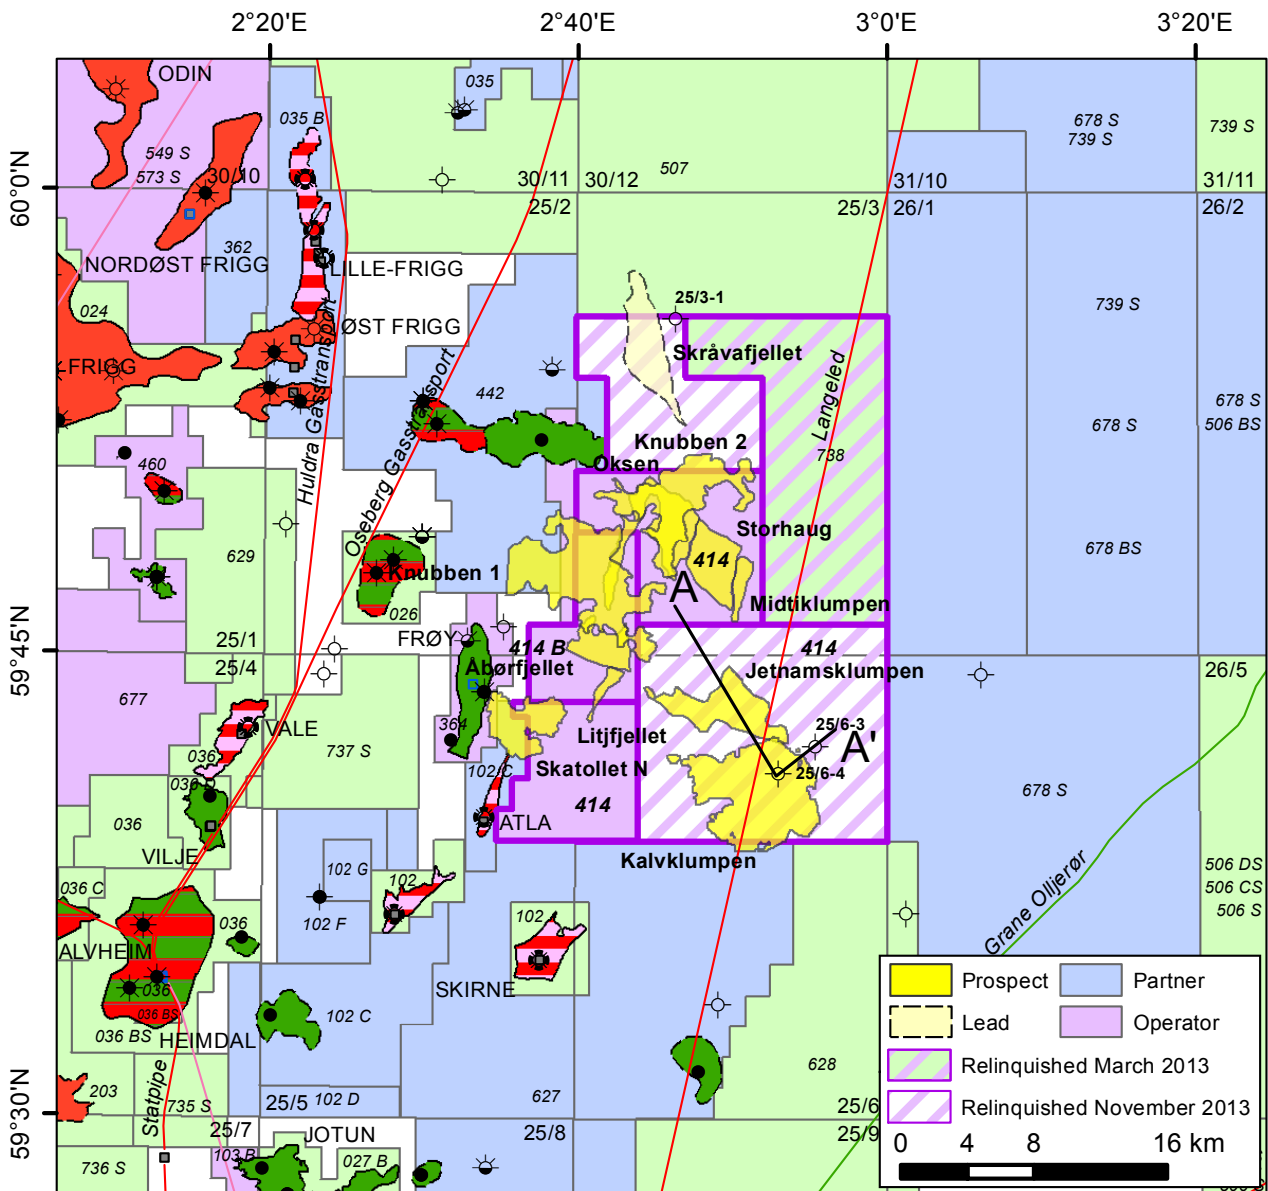 2°20'E 2°40'E 3°0'E 3°20'E
60°0'N
59°45'N
59°30'N
ODIN
035
035 B
549 S
573 S
30/10
30/11
30/12
507
678 S
739 S
739 S
31/10
31/11
25/2
25/3
26/1
26/2
362
NORDØST FRIGG
LILLE-FRIGG
024
25/3-1
739 S
ØST FRIGG
FRIGG
Skråvafjellet
Huldra Gasstransport
Oseberg Gasstransport
Langeled
442
678 S
678 S
506 BS
Knubben 2
738
Oksen
460
Storhaug
629
414
678 BS
Knubben 1
A
026
Midtiklumpen
FRØY
25/1
25/4
414 B
414
Jetnamsklumpen
Åbørfjellet
26/5
677
364
25/6-3
VALE
A'
036
737 S
Litjfjellet
Skatollet N
102 C
25/6-4
036 D
678 S
414
036
ATLA
VILJE
Kalvklumpen
102 G
102
036 C
506 DS
506 CS
506 S
102 F
036
102
Grane Olljerør
ALVHEIM
036
SKIRNE
036 BS
036 BS
HEIMDAL
102 C
628
203
735 S
Statpipe
25/5
102 D
627
25/6
25/7
JOTUN
25/8
25/9
736 S
103 B
027 B
Prospect
Partner
Lead
Operator
Relinquished March 2013
Relinquished November 2013
0 4 8 16 km